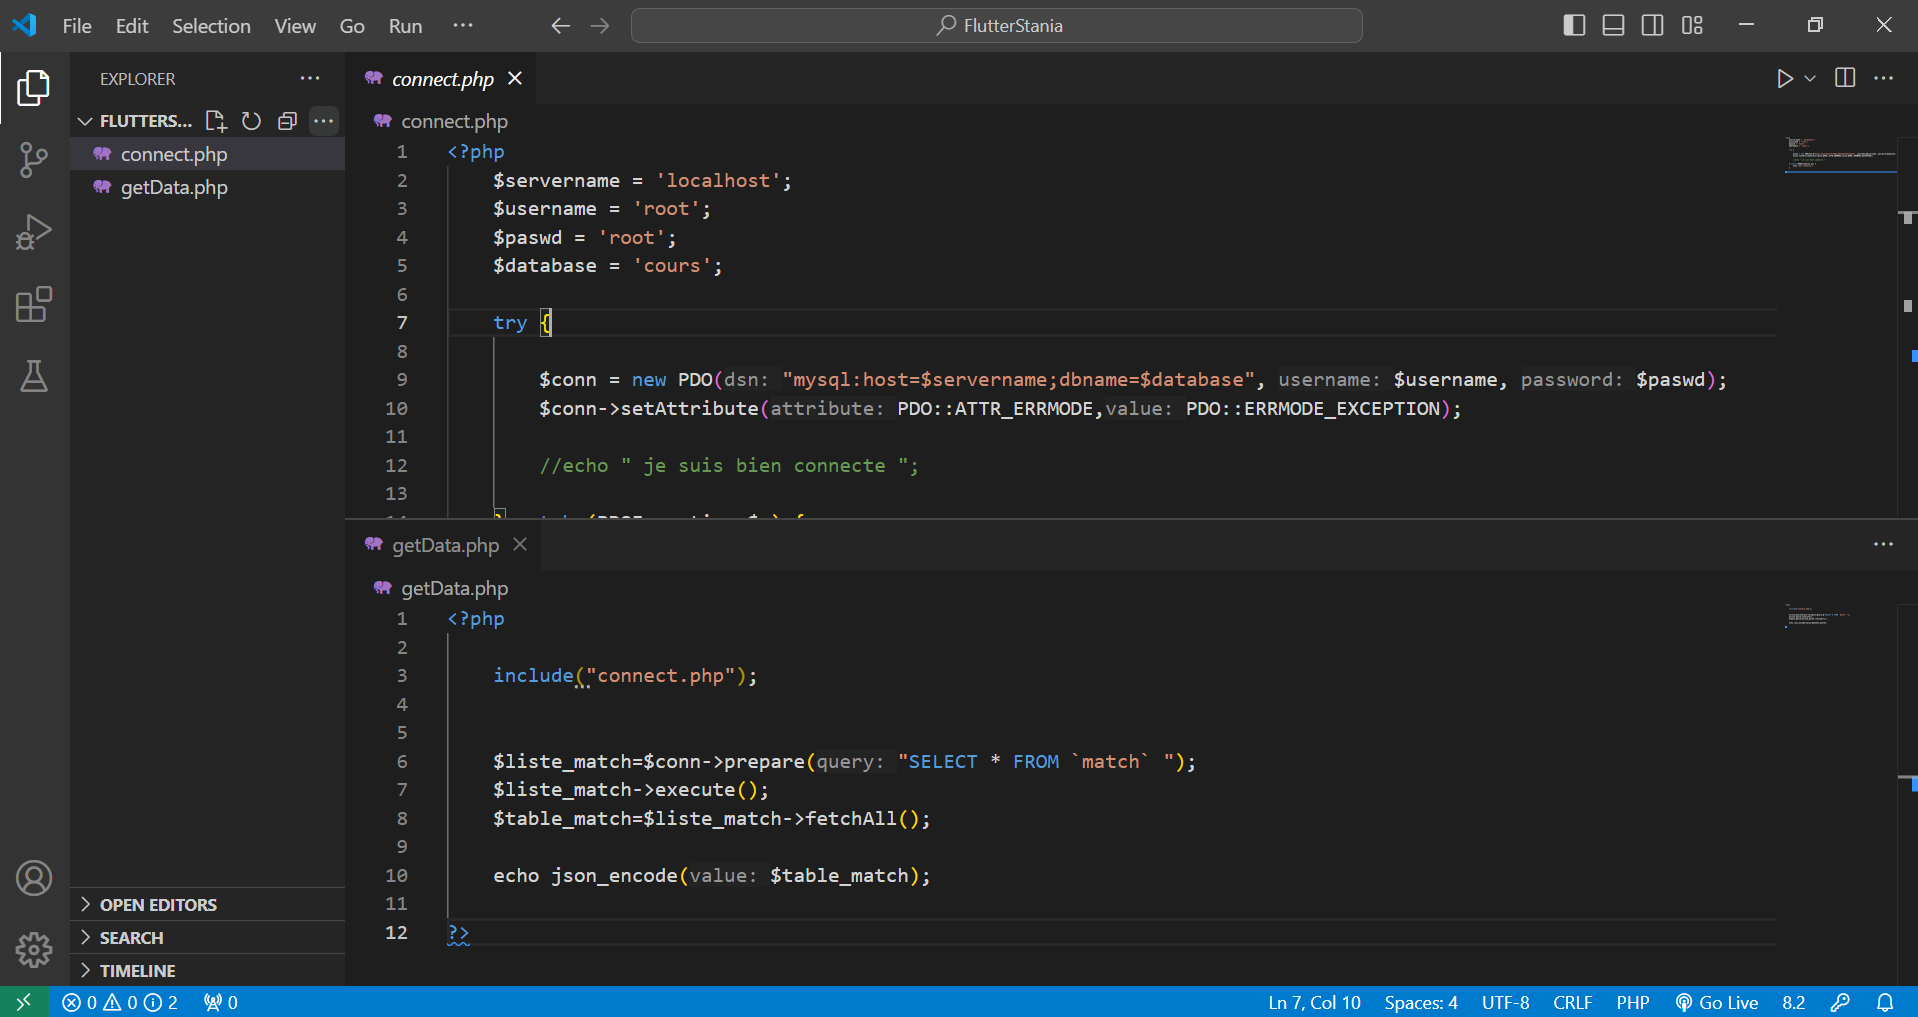 File Edit Selection View Go Run ··· FlutterStania
EXPLORER
FLUTTERS...
connect.php
getData.php
OPEN EDITORS
SEARCH
TIMELINE
connect.php
connect.php
1 <?php
2 $servername = 'localhost';
3 $username = 'root';
4 $paswd = 'root';
5 $database = 'cours';
6
7 try {
8
9 $conn = new PDO(dsn: "mysql:host=$servername;dbname=$database", username: $username, password: $paswd);
10 $conn->setAttribute(attribute: PDO::ATTR_ERRMODE,value: PDO::ERRMODE_EXCEPTION);
11
12 //echo " je suis bien connecte ";
13
getData.php
getData.php
1 <?php
2
3 include("connect.php");
4
5
6 $liste_match=$conn->prepare(query: "SELECT * FROM `match` ");
7 $liste_match->execute();
8 $table_match=$liste_match->fetchAll();
9
10 echo json_encode(value: $table_match);
11
12 ?>
0 0 2 0 Ln 7, Col 10 Spaces: 4 UTF-8 CRLF PHP Go Live 8.2